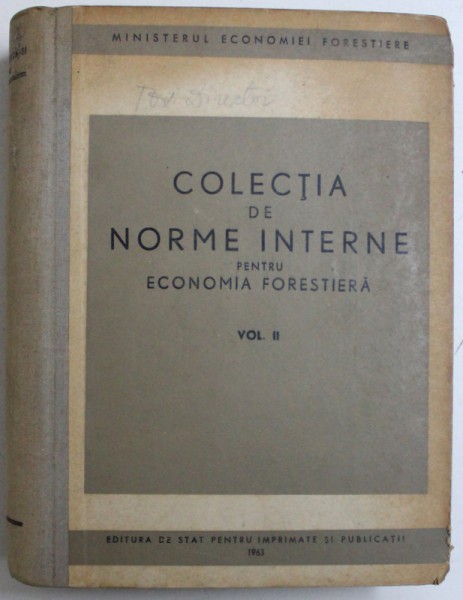 MINISTERUL ECONOMIEI FORESTIERE
COLECȚIA
DE
NORME INTERNE
PENTRU
ECONOMIA FORESTIERĂ
VOL. II
EDITURA DE STAT PENTRU IMPRIMATE ȘI PUBLICAȚII
1963